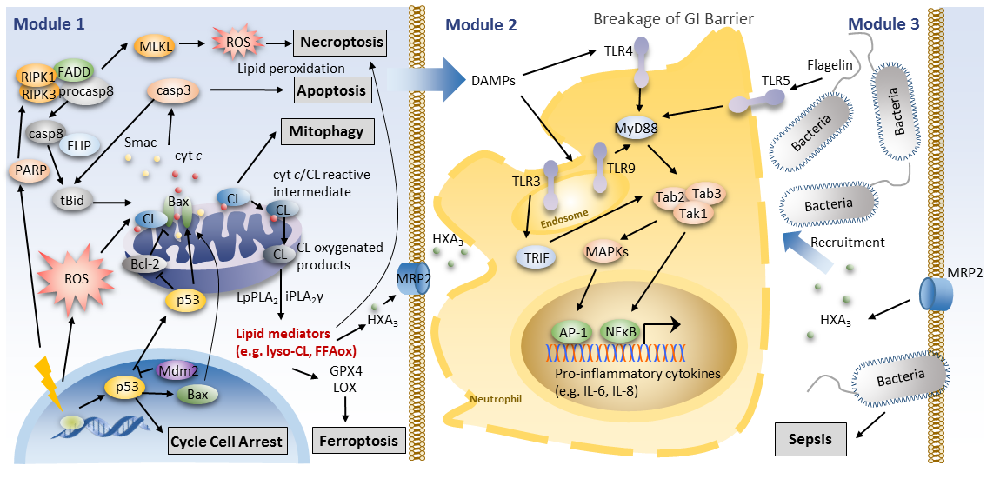 Module 1
RIPK1
FADD
RIPK3
procasp8
MLKL
ROS
Necroptosis
Lipid peroxidation
casp3
Apoptosis
casp8
FLIP
Mitophagy
Smac
cyt c
PARP
tBid
Bax
CL
CL
cyt c/CL reactive
intermediate
CL
CL
CL oxygenated
products
Bcl-2
ROS
p53
LpPLA2
iPLA2γ
Lipid mediators
(e.g. lyso-CL, FFAox)
HXA3
MRP2
GPX4
LOX
Mdm2
p53
Bax
Cycle Cell Arrest
Ferroptosis
Module 2
Breakage of GI Barrier
DAMPs
TLR4
TLR5
MyD88
TLR9
TLR3
Endosome
Tab2
Tab3
Tak1
HXA3
TRIF
MAPKs
AP-1
NFκB
Pro-inflammatory cytokines
(e.g. IL-6, IL-8)
Neutrophil
Module 3
Flagelin
Bacteria
Bacteria
Bacteria
Recruitment
MRP2
HXA3
Bacteria
Sepsis